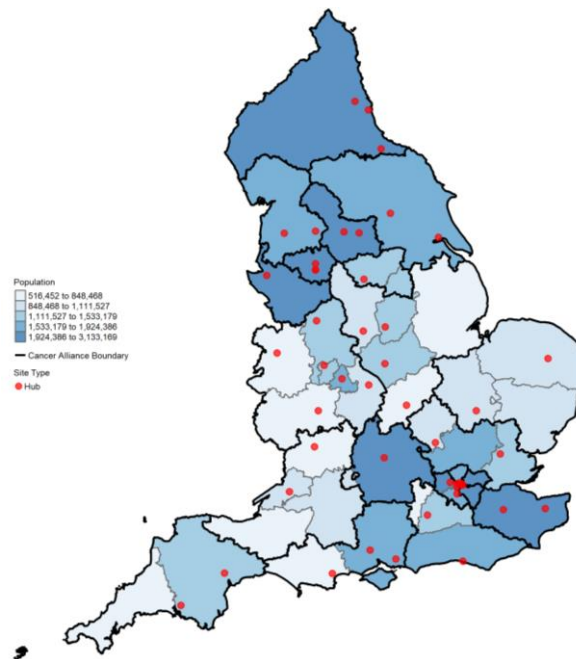 Population
516,452 to 848,468
848,468 to 1,111,527
1,111,527 to 1,533,179
1,533,179 to 1,924,386
1,924,386 to 3,133,169
Cancer Alliance Boundary
Site Type
Hub